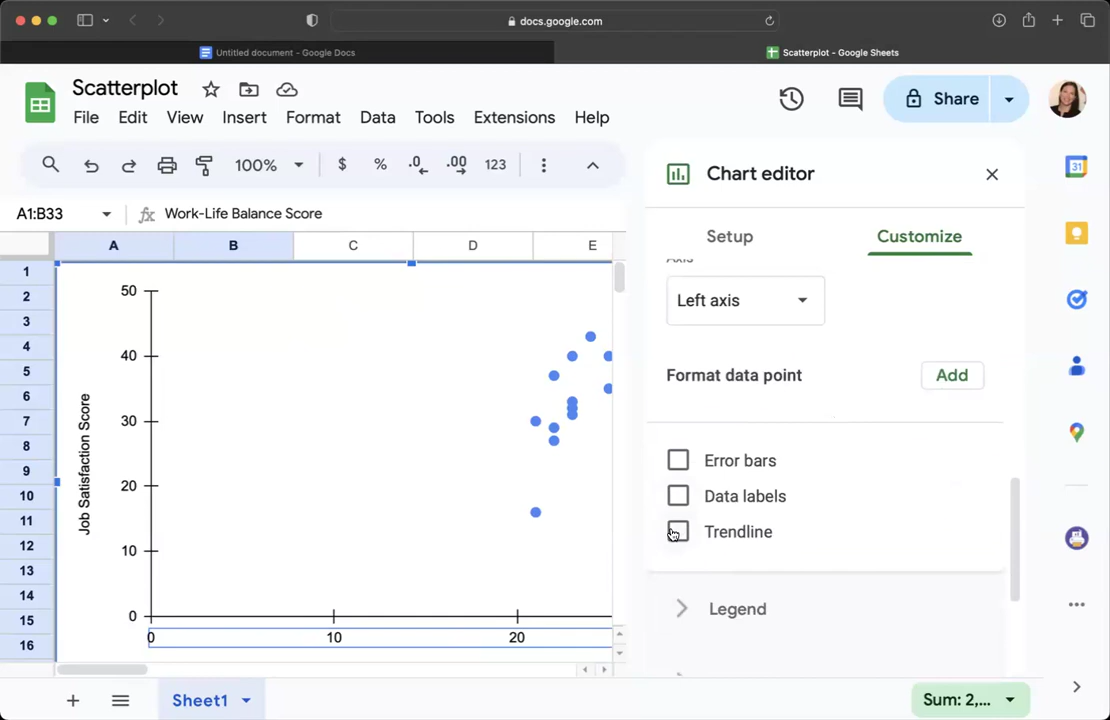 docs.google.com
Untitled document - Google Docs
Scatterplot - Google Sheets
Scatterplot
File Edit View Insert Format Data Tools Extensions Help
Share
100% $ % .0 .00 123
A1:B33
fx Work-Life Balance Score
A B C D E
1
2
3
4
5
6
7
8
9
10
11
12
13
14
15
16
Job Satisfaction Score
50
40
30
20
10
0
0 10 20
Chart editor
Setup Customize
Axis
Left axis
Format data point Add
Error bars
Data labels
Trendline
Legend
31
Sheet1
Sum: 2,...